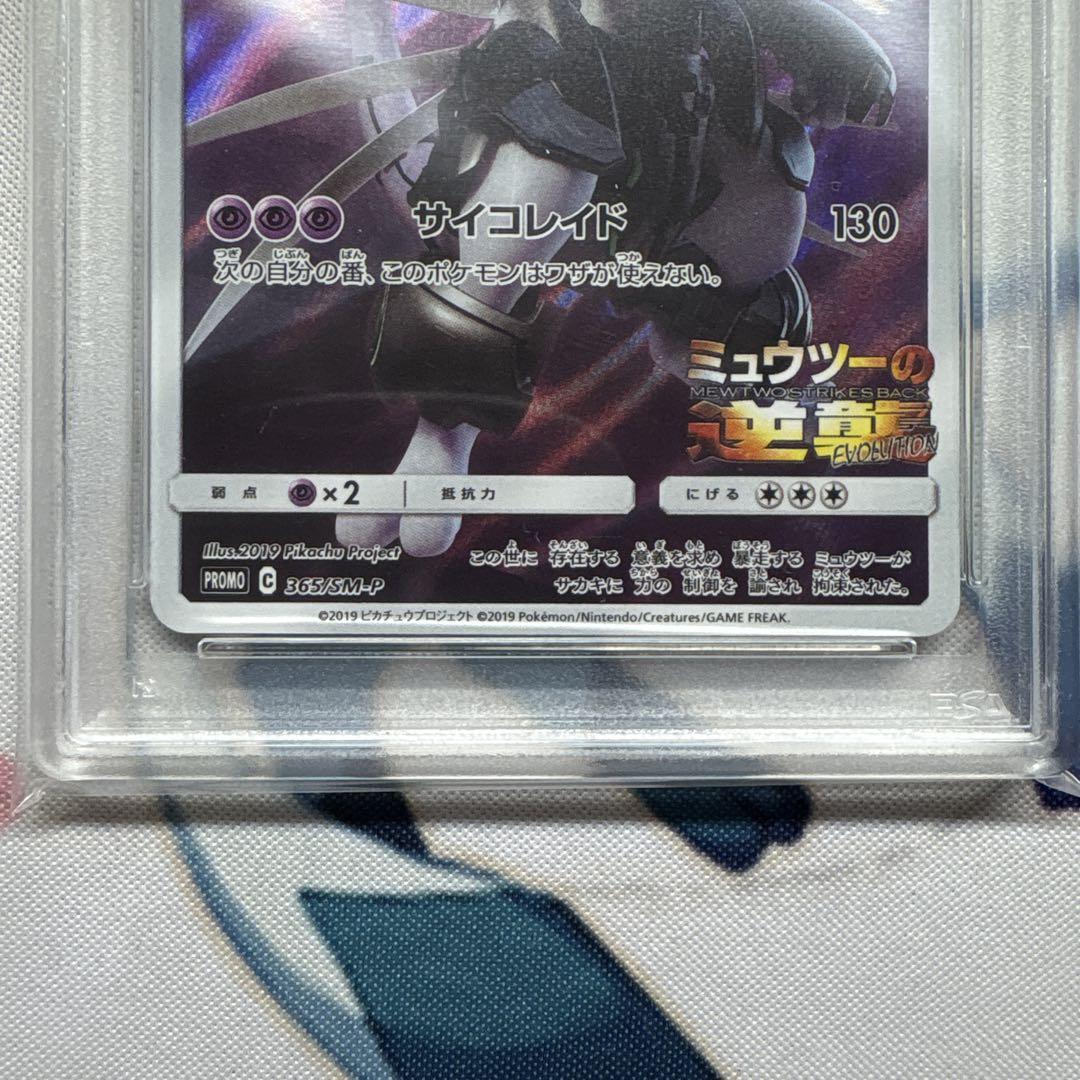 サイコレイド 130
次の自分の番、このポケモンはワザが使えない。
ミュウツーの
MEWTWO STRIKES BACK
逆襲
EVOLUTION
弱点 ×2 抵抗力 にげる
Illus.2019 Pikachu Project
PROMO C 365/SM-P
この世に 存在する 意義を求め 暴走する ミュウツーが
サカキに 力の 制御を 諭され 拘束された。
©2019 ピカチュウプロジェクト ©2019 Pokémon/Nintendo/Creatures/GAME FREAK.